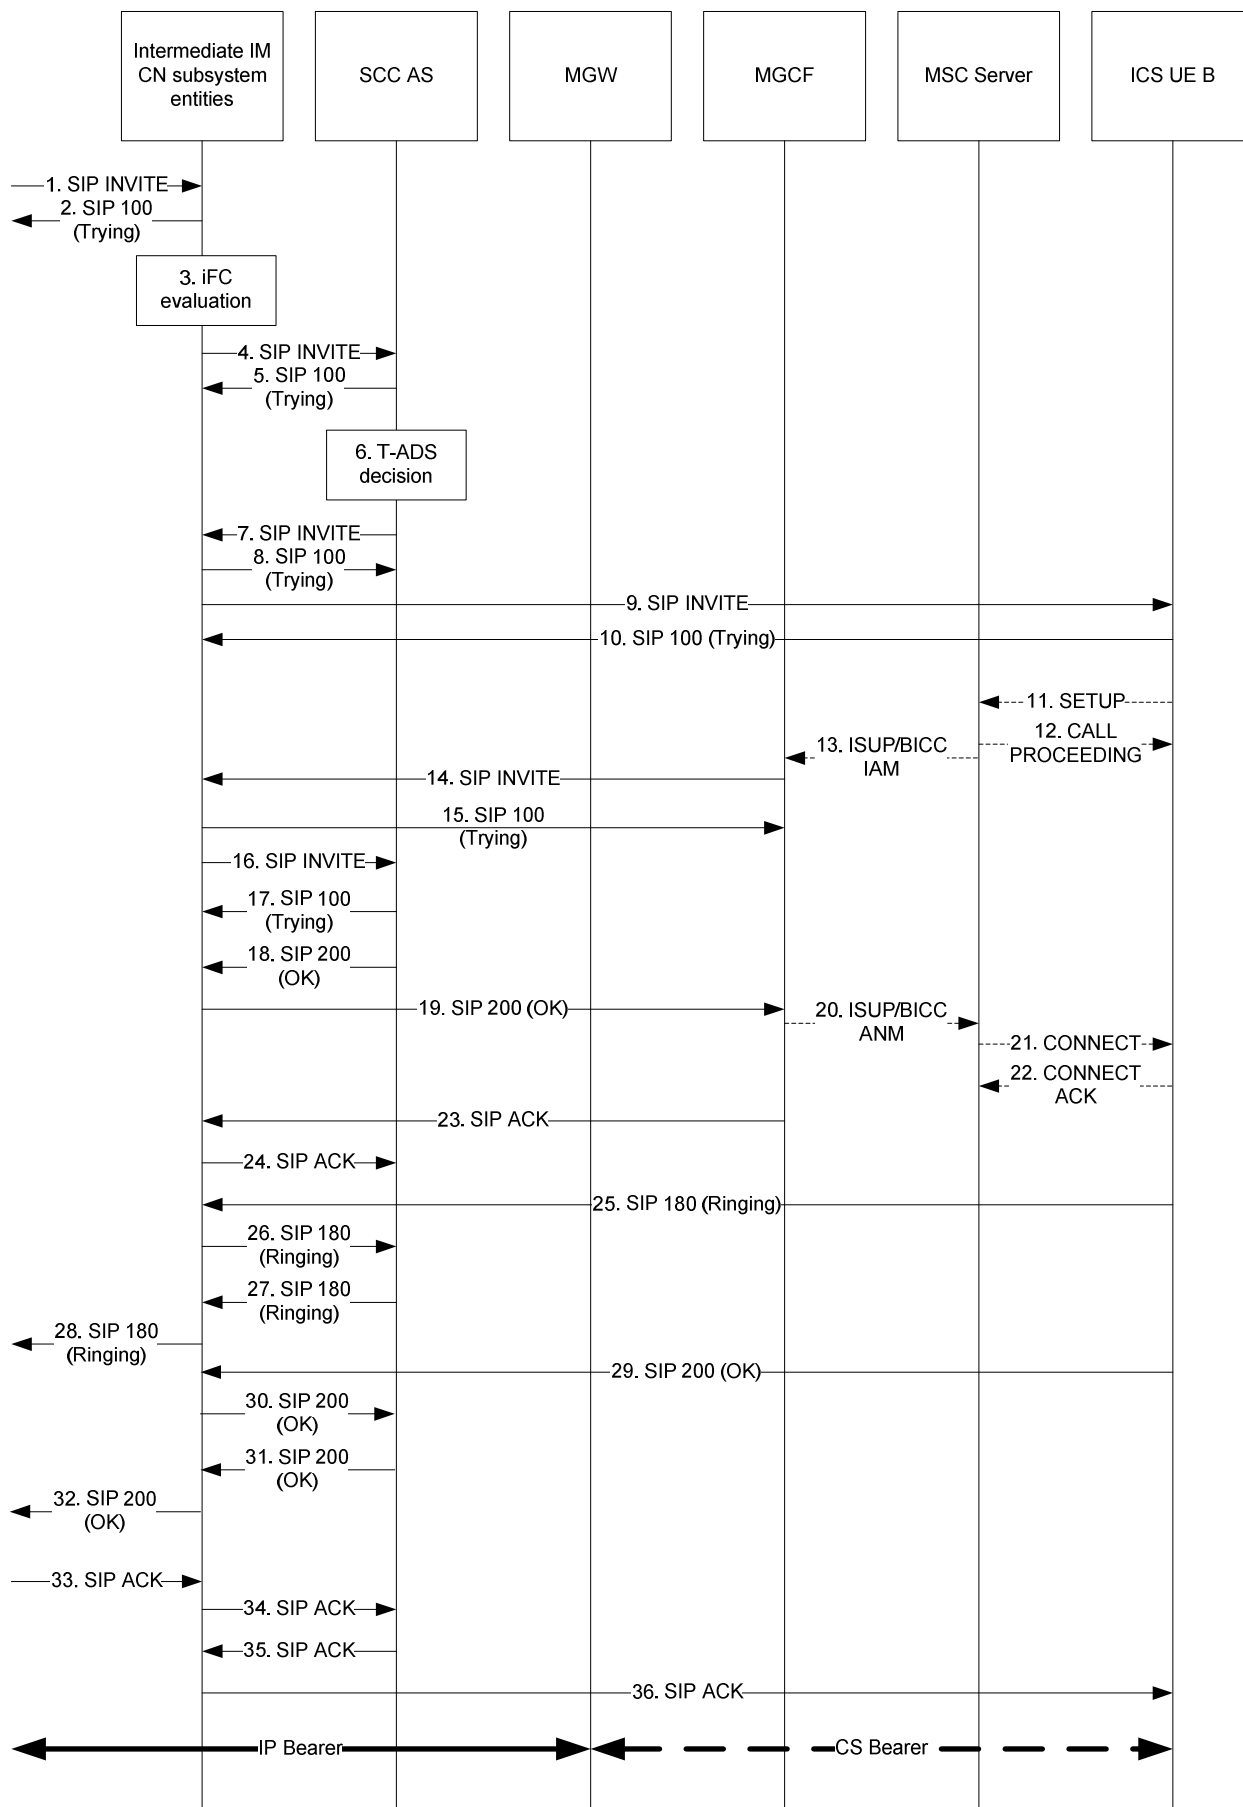 Intermediate IM
CN subsystem
entities
SCC AS
MGW
MGCF
MSC Server
ICS UE B
1. SIP INVITE
2. SIP 100
(Trying)
3. iFC
evaluation
4. SIP INVITE
5. SIP 100
(Trying)
6. T-ADS
decision
7. SIP INVITE
8. SIP 100
(Trying)
9. SIP INVITE
10. SIP 100 (Trying)
11. SETUP
12. CALL
PROCEEDING
13. ISUP/BICC
IAM
14. SIP INVITE
15. SIP 100
(Trying)
16. SIP INVITE
17. SIP 100
(Trying)
18. SIP 200
(OK)
19. SIP 200 (OK)
20. ISUP/BICC
ANM
21. CONNECT
22. CONNECT
ACK
23. SIP ACK
24. SIP ACK
25. SIP 180 (Ringing)
26. SIP 180
(Ringing)
27. SIP 180
(Ringing)
28. SIP 180
(Ringing)
29. SIP 200 (OK)
30. SIP 200
(OK)
31. SIP 200
(OK)
32. SIP 200
(OK)
33. SIP ACK
34. SIP ACK
35. SIP ACK
36. SIP ACK
IP Bearer
CS Bearer